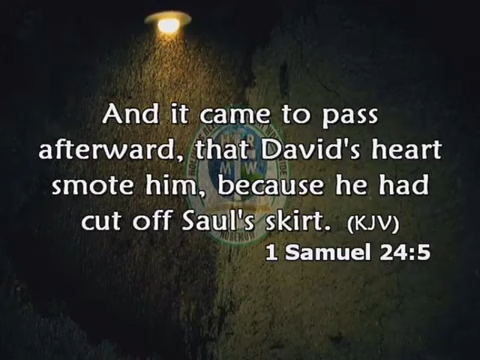 And it came to pass
afterward, that David's heart
smote him, because he had
cut off Saul's skirt. (KJV)
1 Samuel 24:5